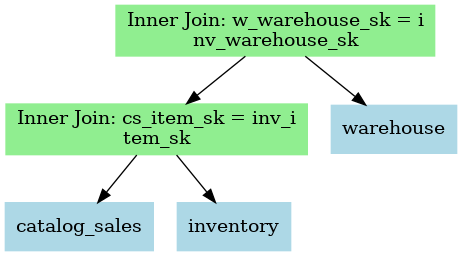 Inner Join: w_warehouse_sk = i
nv_warehouse_sk
Inner Join: cs_item_sk = inv_i
tem_sk
warehouse
catalog_sales
inventory